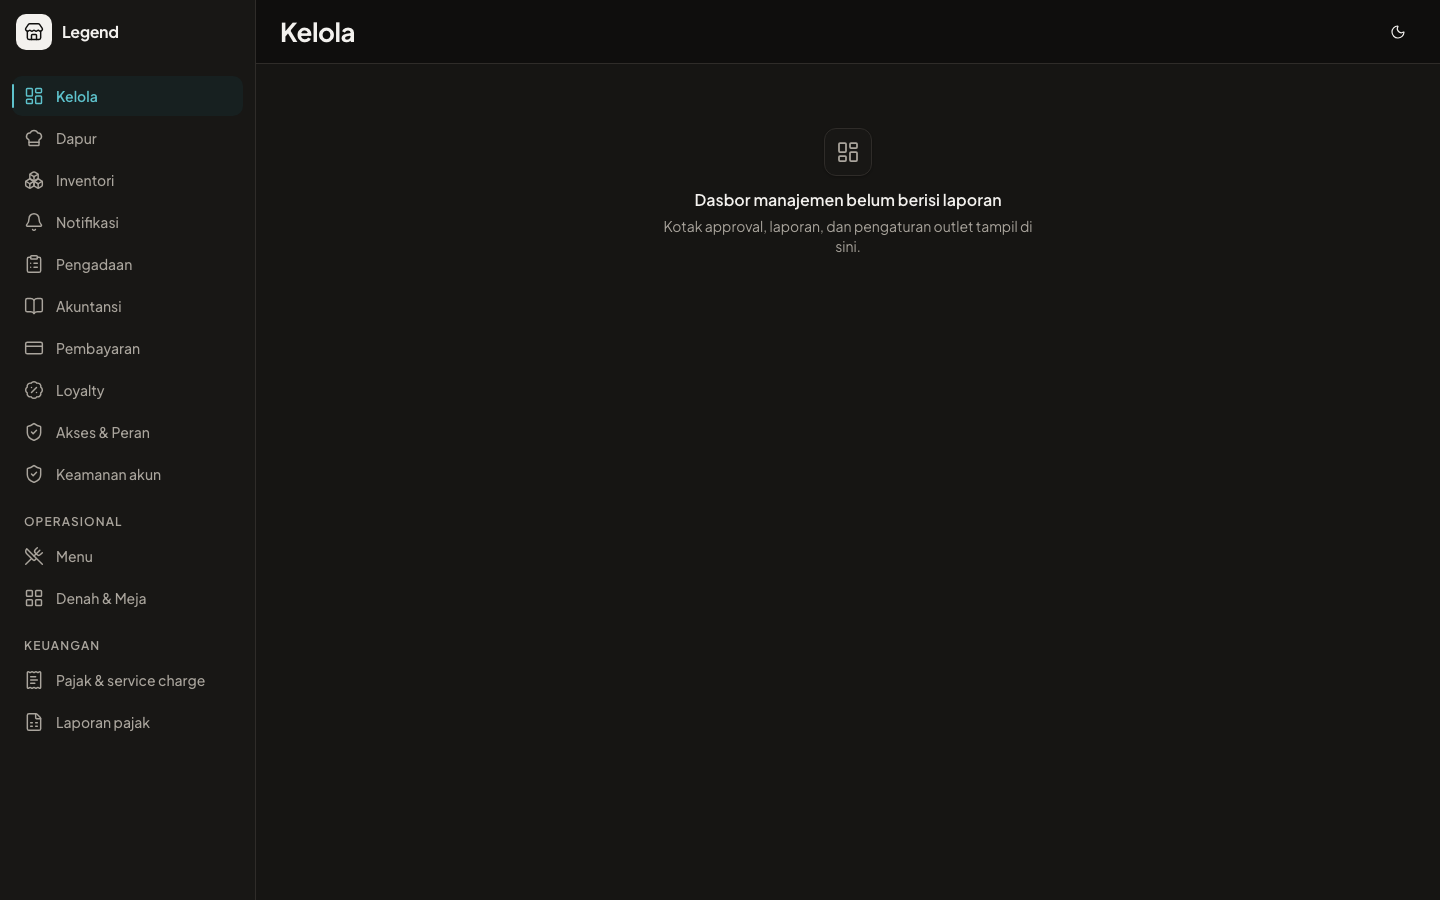 Legend
Kelola
Kelola
Dapur
Inventori
Notifikasi
Pengadaan
Akuntansi
Pembayaran
Loyalty
Akses & Peran
Keamanan akun
OPERASIONAL
Menu
Denah & Meja
KEUANGAN
Pajak & service charge
Laporan pajak
Dasbor manajemen belum berisi laporan
Kotak approval, laporan, dan pengaturan outlet tampil di
sini.